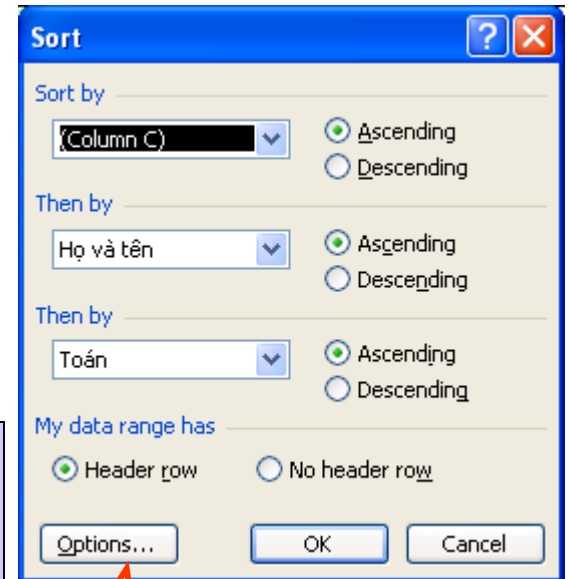 Sort
Sort by
(Column C)
Ascending
Descending
Then by
Họ và tên
Ascending
Descending
Then by
Toán
Ascending
Descending
My data range has
Header row No header row
Options... OK Cancel